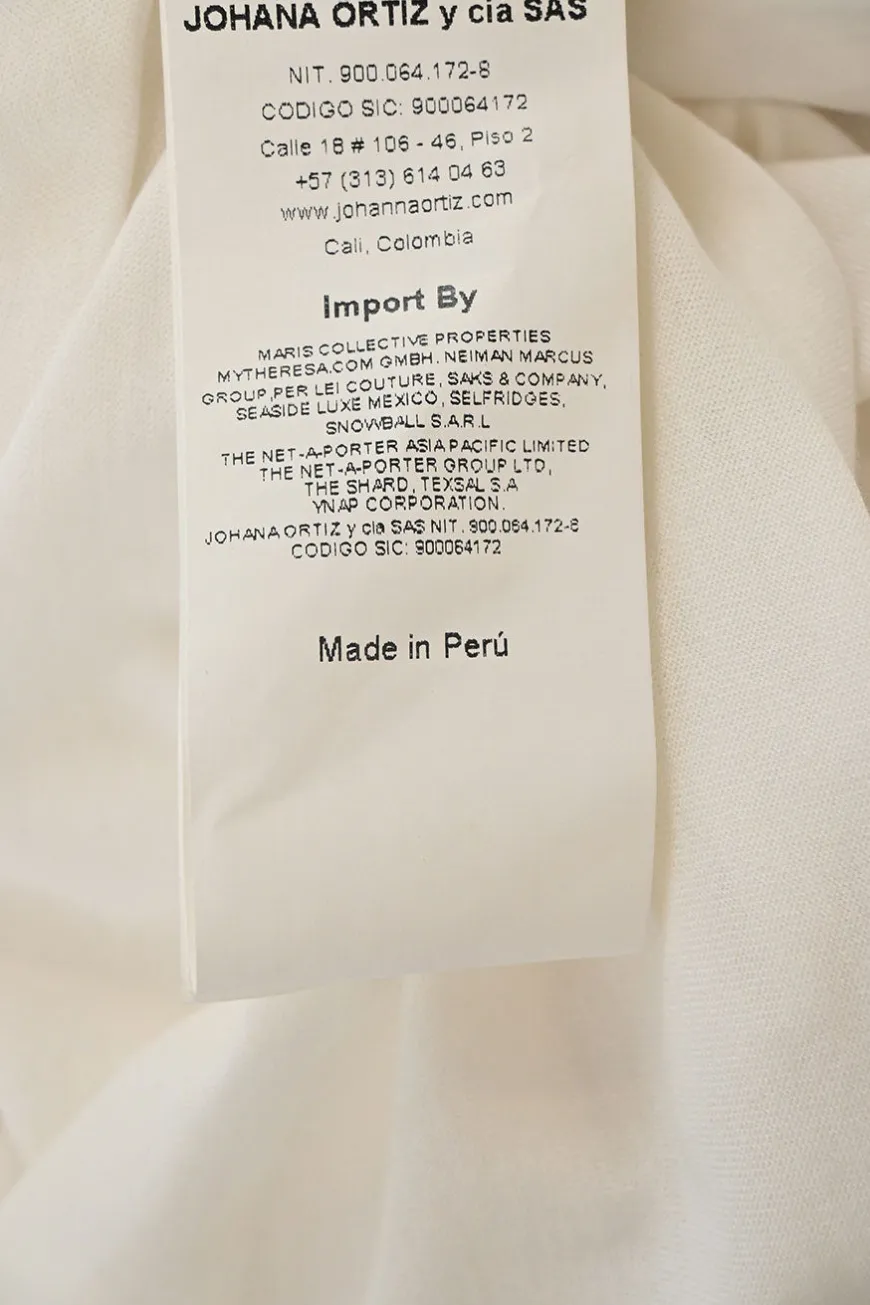 JOHANA ORTIZ y cia SAS
NIT. 900.064.172-8
CODIGO SIC: 900064172
Calle 18 # 106 - 46, Piso 2
+57 (313) 614 04 63
www.johannaortiz.com
Cali, Colombia
Import By
MARIS COLLECTIVE PROPERTIES
MYTHERESA.COM GMBH. NEIMAN MARCUS
GROUP,PER LEI COUTURE, SAKS & COMPANY,
SEASIDE LUXE MEXICO, SELFRIDGES,
SNOWBALL S.A.R.L
THE NET-A-PORTER ASIA PACIFIC LIMITED
THE NET-A-PORTER GROUP LTD,
THE SHARD, TEXSAL S.A
YNAP CORPORATION.
JOHANA ORTIZ y cia SAS NIT. 900.064.172-8
CODIGO SIC: 900064172
Made in Perú